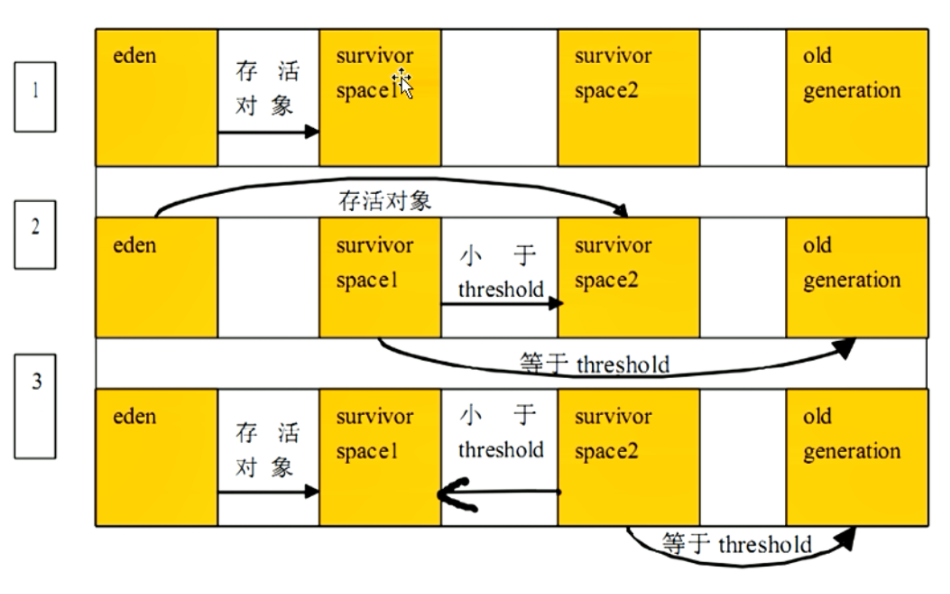 1
eden
存 活
对 象
survivor
space1
survivor
space2
old
generation
2
存活对象
eden
survivor
space1
小 于
threshold
survivor
space2
old
generation
等于 threshold
3
eden
存 活
对 象
survivor
space1
小 于
threshold
survivor
space2
old
generation
等于 threshold